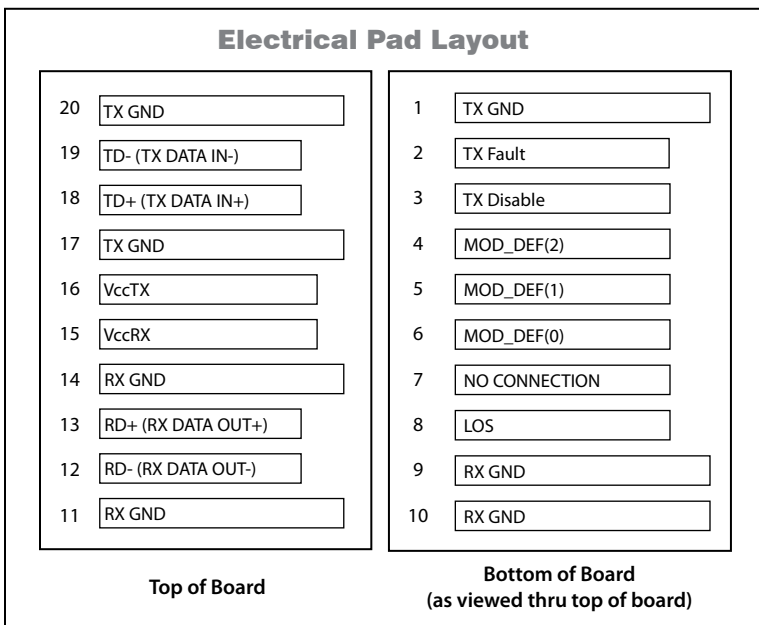 Electrical Pad Layout
20 TX GND
19 TD- (TX DATA IN-)
18 TD+ (TX DATA IN+)
17 TX GND
16 VccTX
15 VccRX
14 RX GND
13 RD+ (RX DATA OUT+)
12 RD- (RX DATA OUT-)
11 RX GND
Top of Board
1 TX GND
2 TX Fault
3 TX Disable
4 MOD_DEF(2)
5 MOD_DEF(1)
6 MOD_DEF(0)
7 NO CONNECTION
8 LOS
9 RX GND
10 RX GND
Bottom of Board
(as viewed thru top of board)